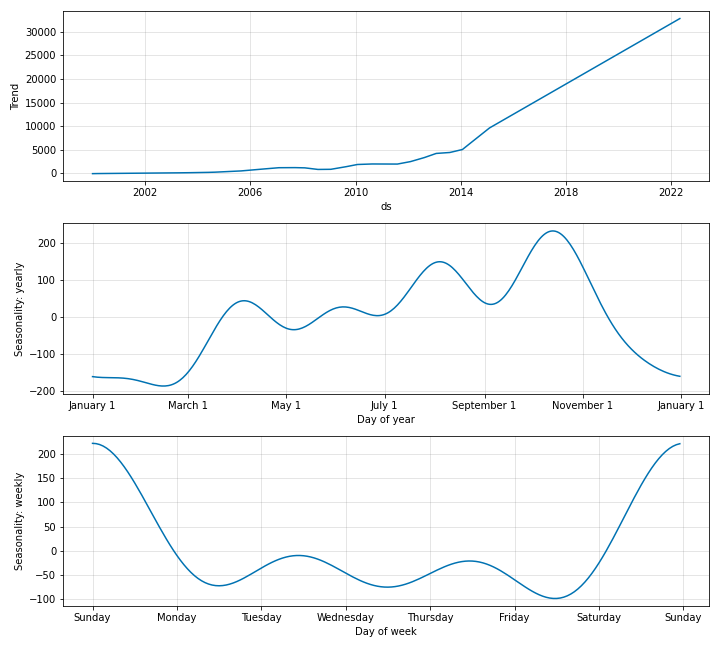 Trend
30000
25000
20000
15000
10000
5000
0
2002 2006 2010 2014 2018 2022
ds
Seasonality: yearly
200
100
0
−100
−200
January 1 March 1 May 1 July 1 September 1 November 1 January 1
Day of year
Seasonality: weekly
200
150
100
50
0
−50
−100
Sunday Monday Tuesday Wednesday Thursday Friday Saturday Sunday
Day of week